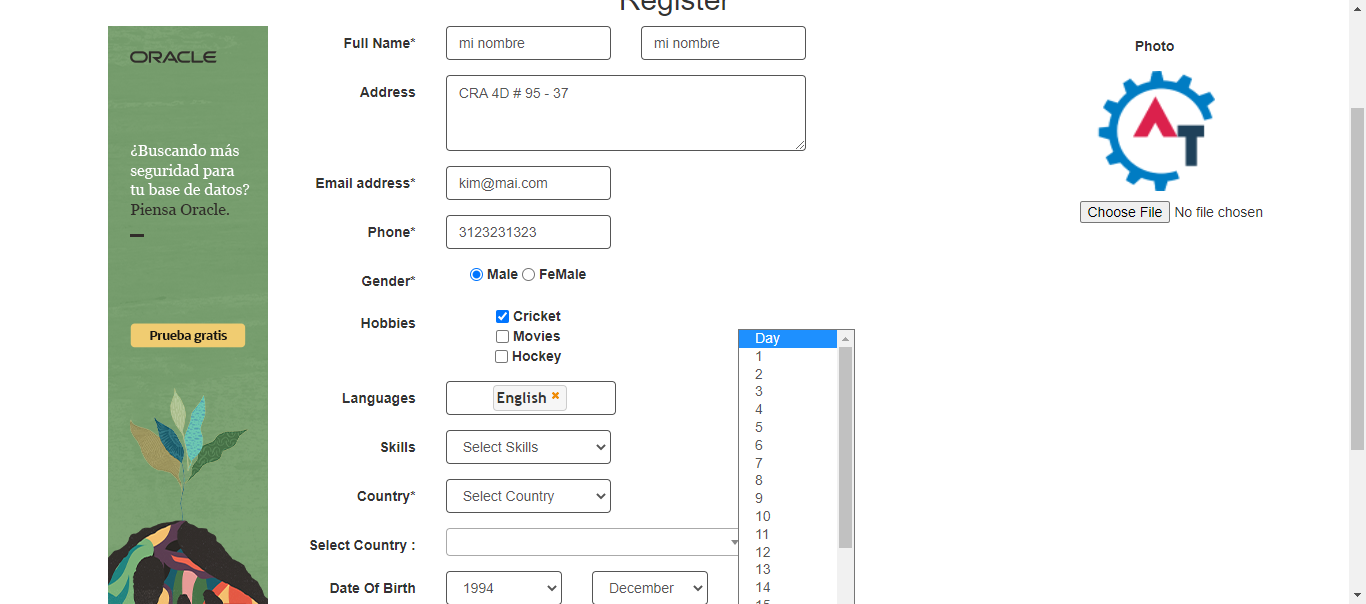 Register
ORACLE
¿Buscando más
seguridad para
tu base de datos?
Piensa Oracle.
Prueba gratis
Full Name* mi nombre mi nombre
Address CRA 4D # 95 - 37
Email address* kim@mai.com
Phone* 3123231323
Gender* Male FeMale
Hobbies Cricket
Movies
Hockey
Languages English
Skills Select Skills
Country* Select Country
Select Country :
Date Of Birth 1994 December
Day
1
2
3
4
5
6
7
8
9
10
11
12
13
14
15
Photo
AT
Choose File No file chosen